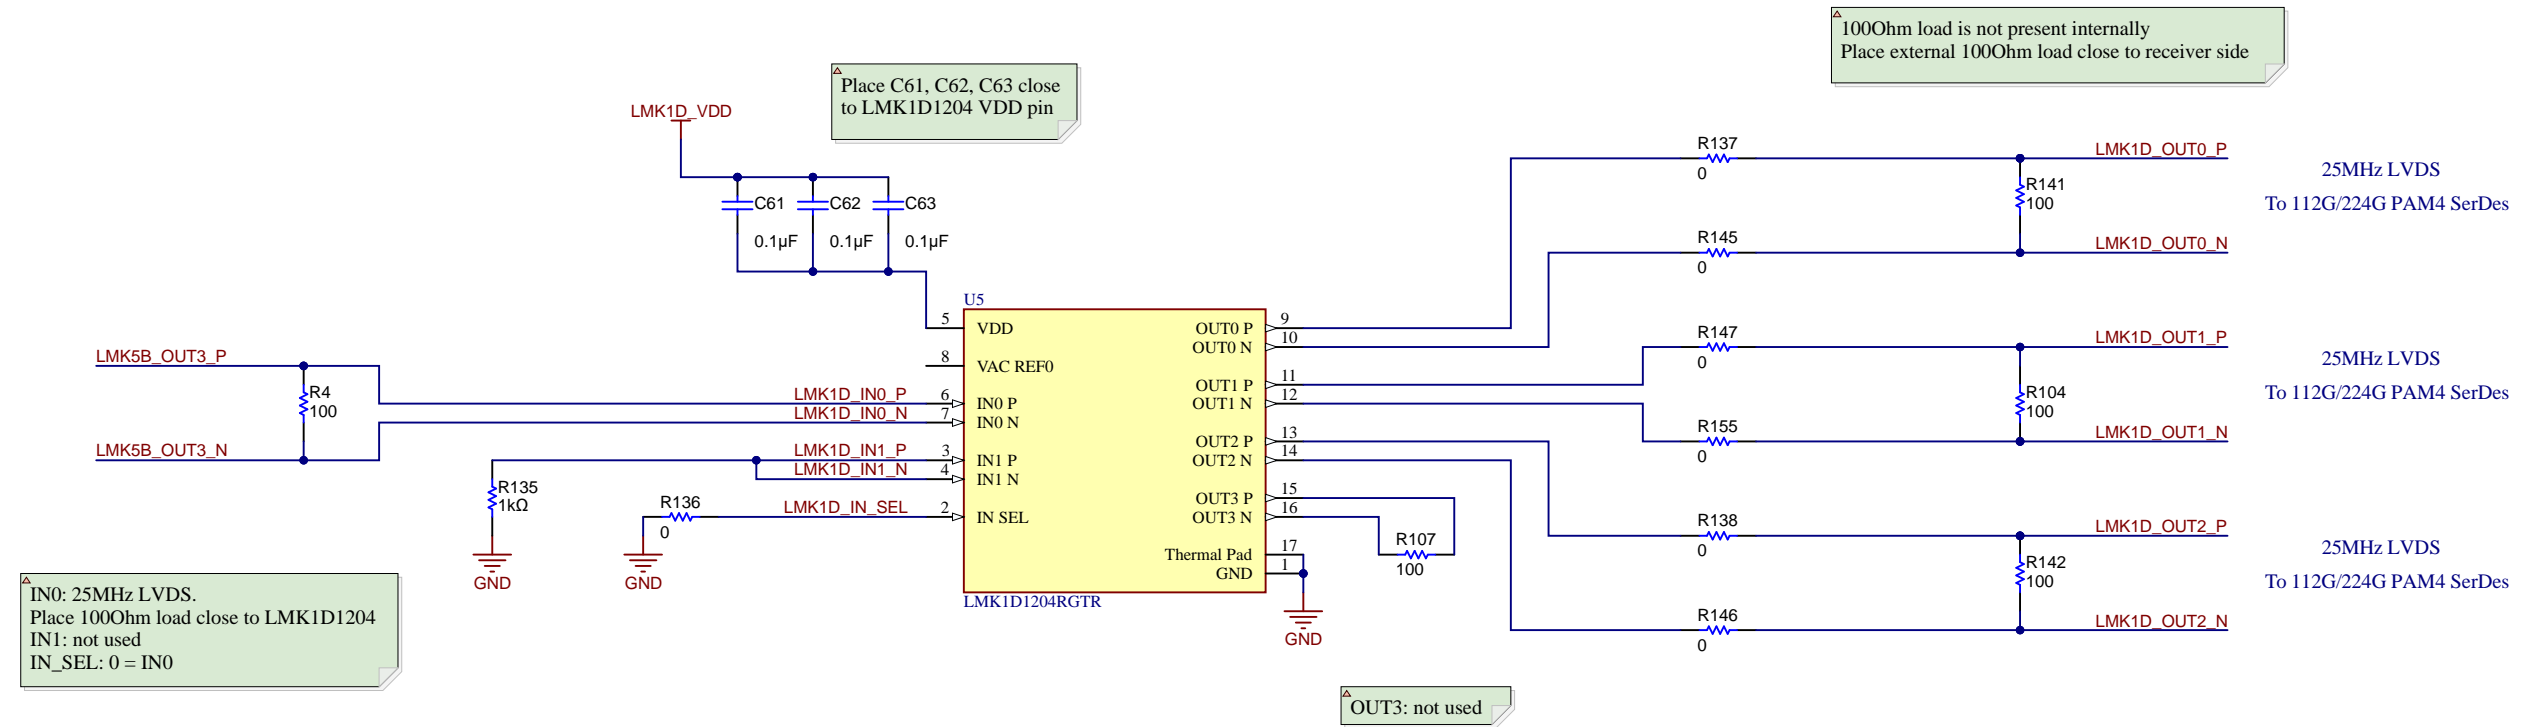 100Ohm load is not present internally
Place external 100Ohm load close to receiver side
Place C61, C62, C63 close
to LMK1D1204 VDD pin
LMK1D_VDD
C61
0.1µF
C62
0.1µF
C63
0.1µF
LMK5B_OUT3_P
R4
100
LMK5B_OUT3_N
LMK1D_IN0_P
LMK1D_IN0_N
LMK1D_IN1_P
LMK1D_IN1_N
R135
1kΩ
GND
R136
0
GND
LMK1D_IN_SEL
U5
5
VDD
8
VAC REF0
6
IN0 P
7
IN0 N
3
IN1 P
4
IN1 N
2
IN SEL
OUT0 P
9
OUT0 N
10
OUT1 P
11
OUT1 N
12
OUT2 P
13
OUT2 N
14
OUT3 P
15
OUT3 N
16
Thermal Pad
17
GND
1
LMK1D1204RGTR
GND
R107
100
R137
0
LMK1D_OUT0_P
R141
100
R145
0
LMK1D_OUT0_N
25MHz LVDS
To 112G/224G PAM4 SerDes
R147
0
LMK1D_OUT1_P
R104
100
R155
0
LMK1D_OUT1_N
25MHz LVDS
To 112G/224G PAM4 SerDes
R138
0
LMK1D_OUT2_P
R142
100
R146
0
LMK1D_OUT2_N
25MHz LVDS
To 112G/224G PAM4 SerDes
IN0: 25MHz LVDS.
Place 100Ohm load close to LMK1D1204
IN1: not used
IN_SEL: 0 = IN0
OUT3: not used